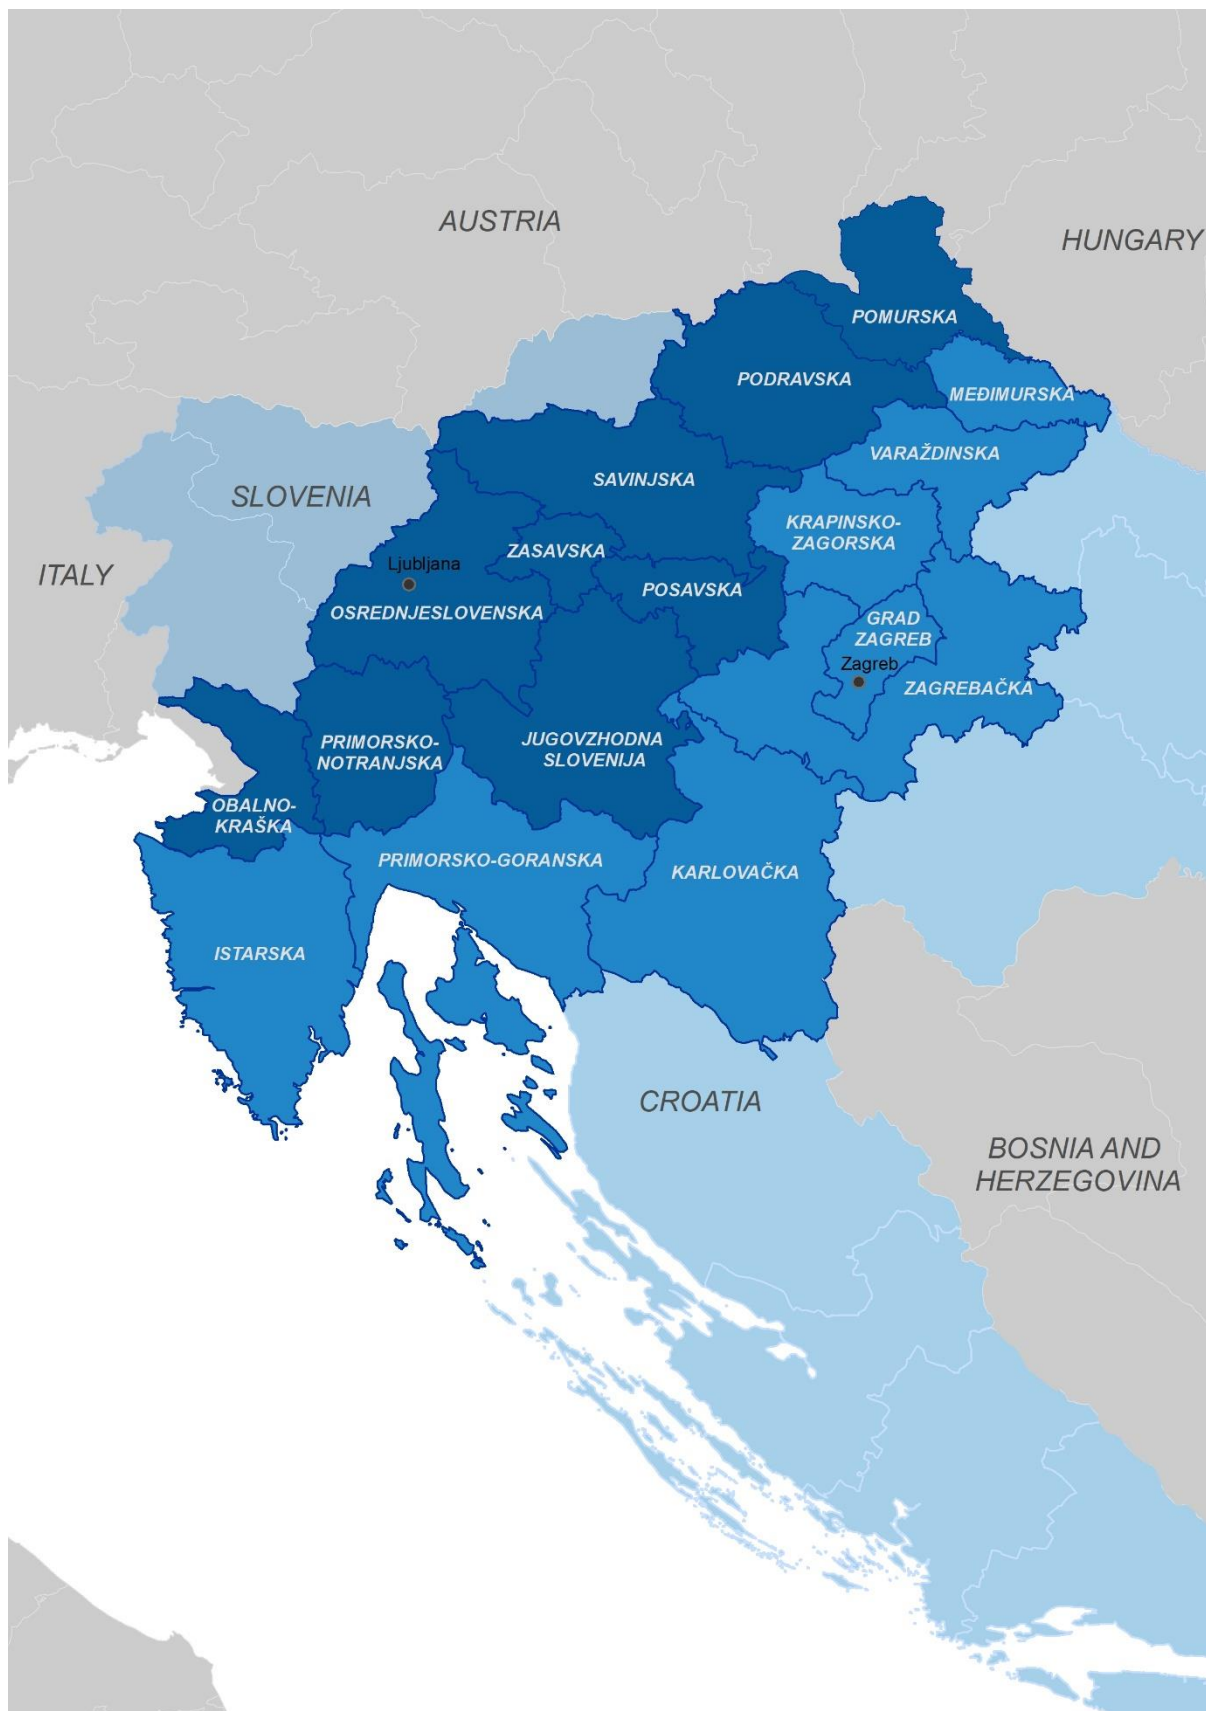 AUSTRIA
HUNGARY
POMURSKA
PODRAVSKA
MEĐIMURSKA
VARAŽDINSKA
SAVINJSKA
SLOVENIA
KRAPINSKO-
ZAGORSKA
ZASAVSKA
Ljubljana
ITALY
POSAVSKA
OSREDNJESLOVENSKA
GRAD
ZAGREB
Zagreb
ZAGREBAČKA
PRIMORSKO-
NOTRANJSKA
JUGOVZHODNA
SLOVENIJA
OBALNO-
KRAŠKA
PRIMORSKO-GORANSKA
KARLOVAČKA
ISTARSKA
CROATIA
BOSNIA AND
HERZEGOVINA